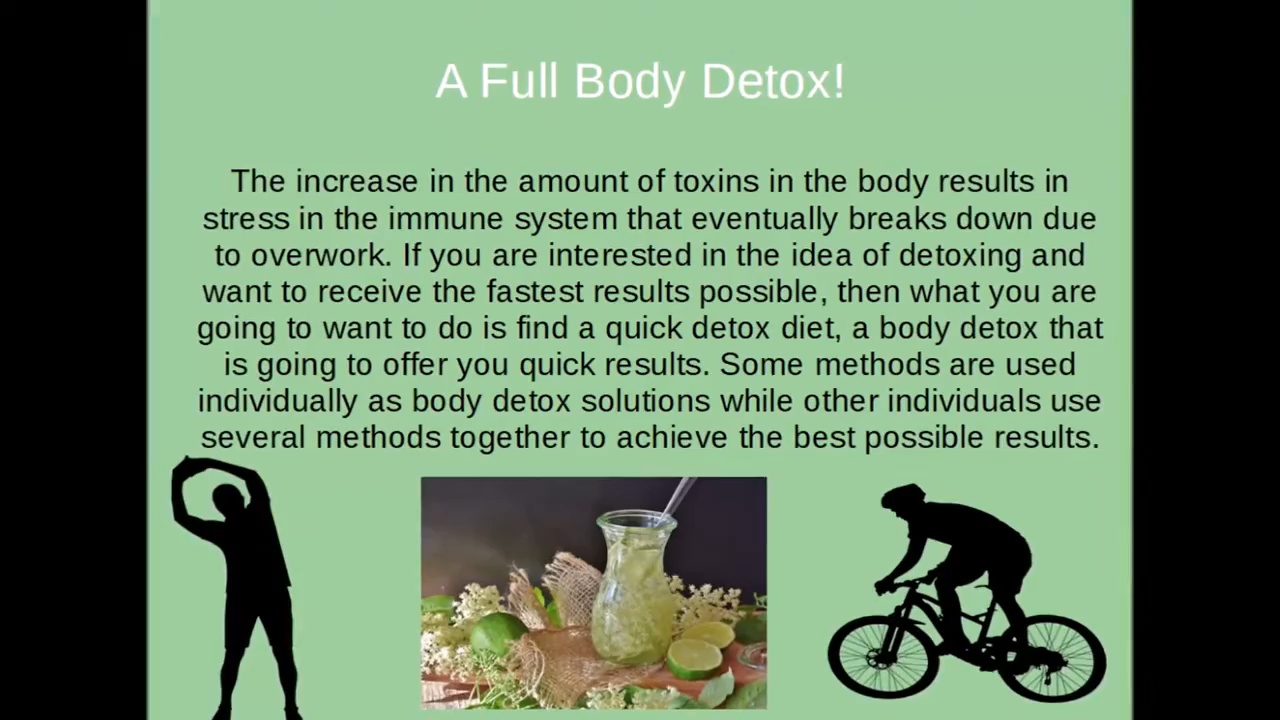 A Full Body Detox!
The increase in the amount of toxins in the body results in
stress in the immune system that eventually breaks down due
to overwork. If you are interested in the idea of detoxing and
want to receive the fastest results possible, then what you are
going to want to do is find a quick detox diet, a body detox that
is going to offer you quick results. Some methods are used
individually as body detox solutions while other individuals use
several methods together to achieve the best possible results.